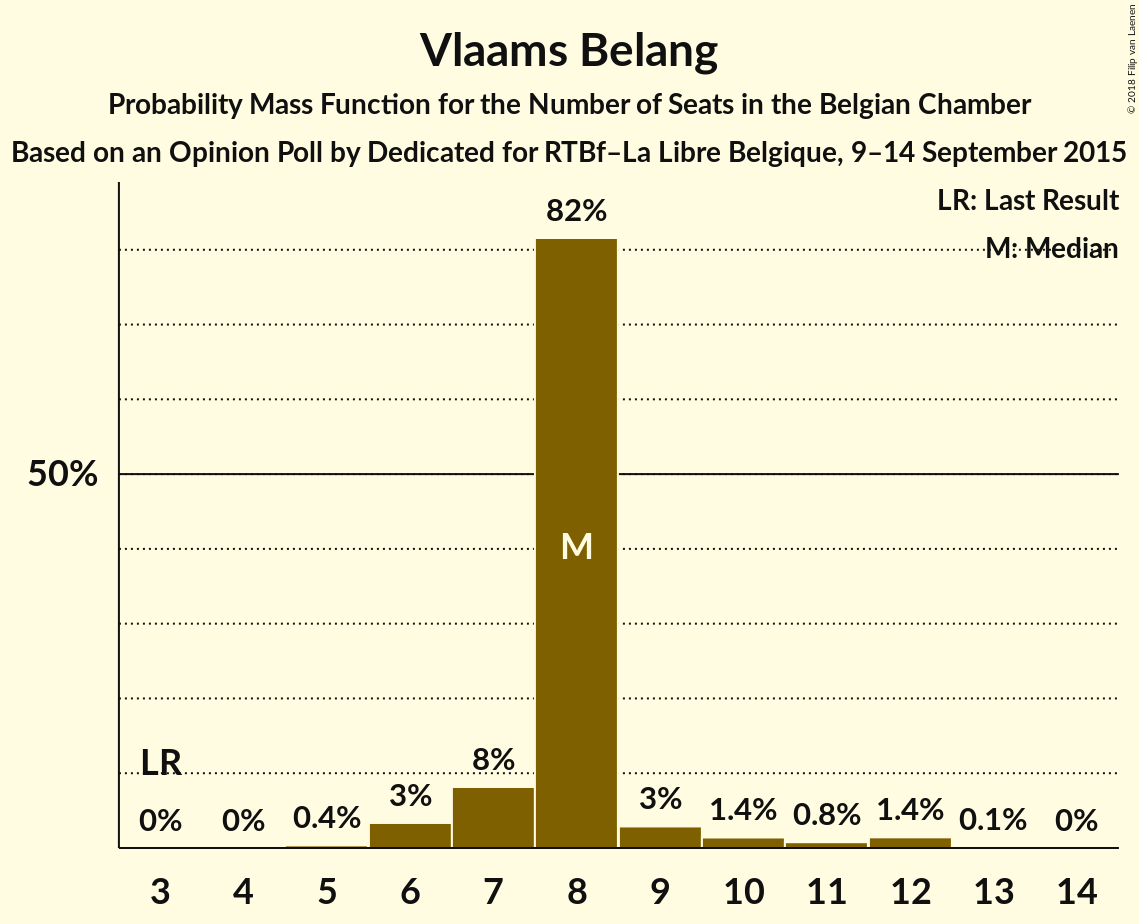 Vlaams Belang
Probability Mass Function for the Number of Seats in the Belgian Chamber
Based on an Opinion Poll by Dedicated for RTBf–La Libre Belgique, 9–14 September 2015
LR: Last Result
M: Median
82%
50%
M
LR
0%
0%
0.4%
3%
8%
3%
1.4%
0.8%
1.4%
0.1%
0%
3 4 5 6 7 8 9 10 11 12 13 14
© 2018 Filip van Laenen